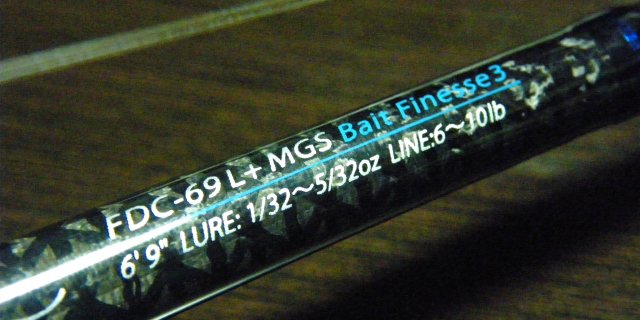 FDC-69 L+ MGS Bait Finesse3
6'9" LURE: 1/32〜5/32oz LINE:6〜10lb